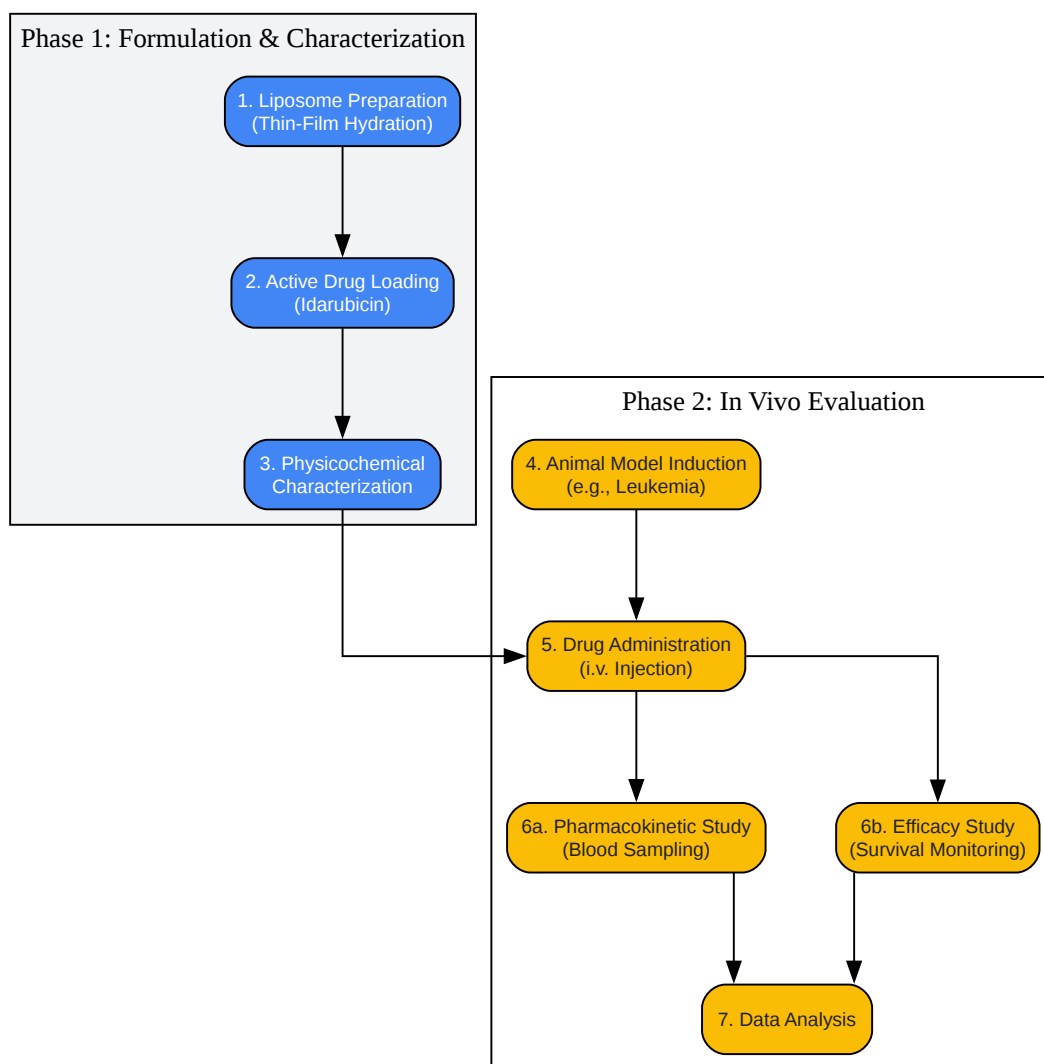 Phase 1: Formulation & Characterization
1. Liposome Preparation
(Thin-Film Hydration)
2. Active Drug Loading
(Idarubicin)
3. Physicochemical
Characterization
Phase 2: In Vivo Evaluation
4. Animal Model Induction
(e.g., Leukemia)
5. Drug Administration
(i.v. Injection)
6a. Pharmacokinetic Study
(Blood Sampling)
6b. Efficacy Study
(Survival Monitoring)
7. Data Analysis